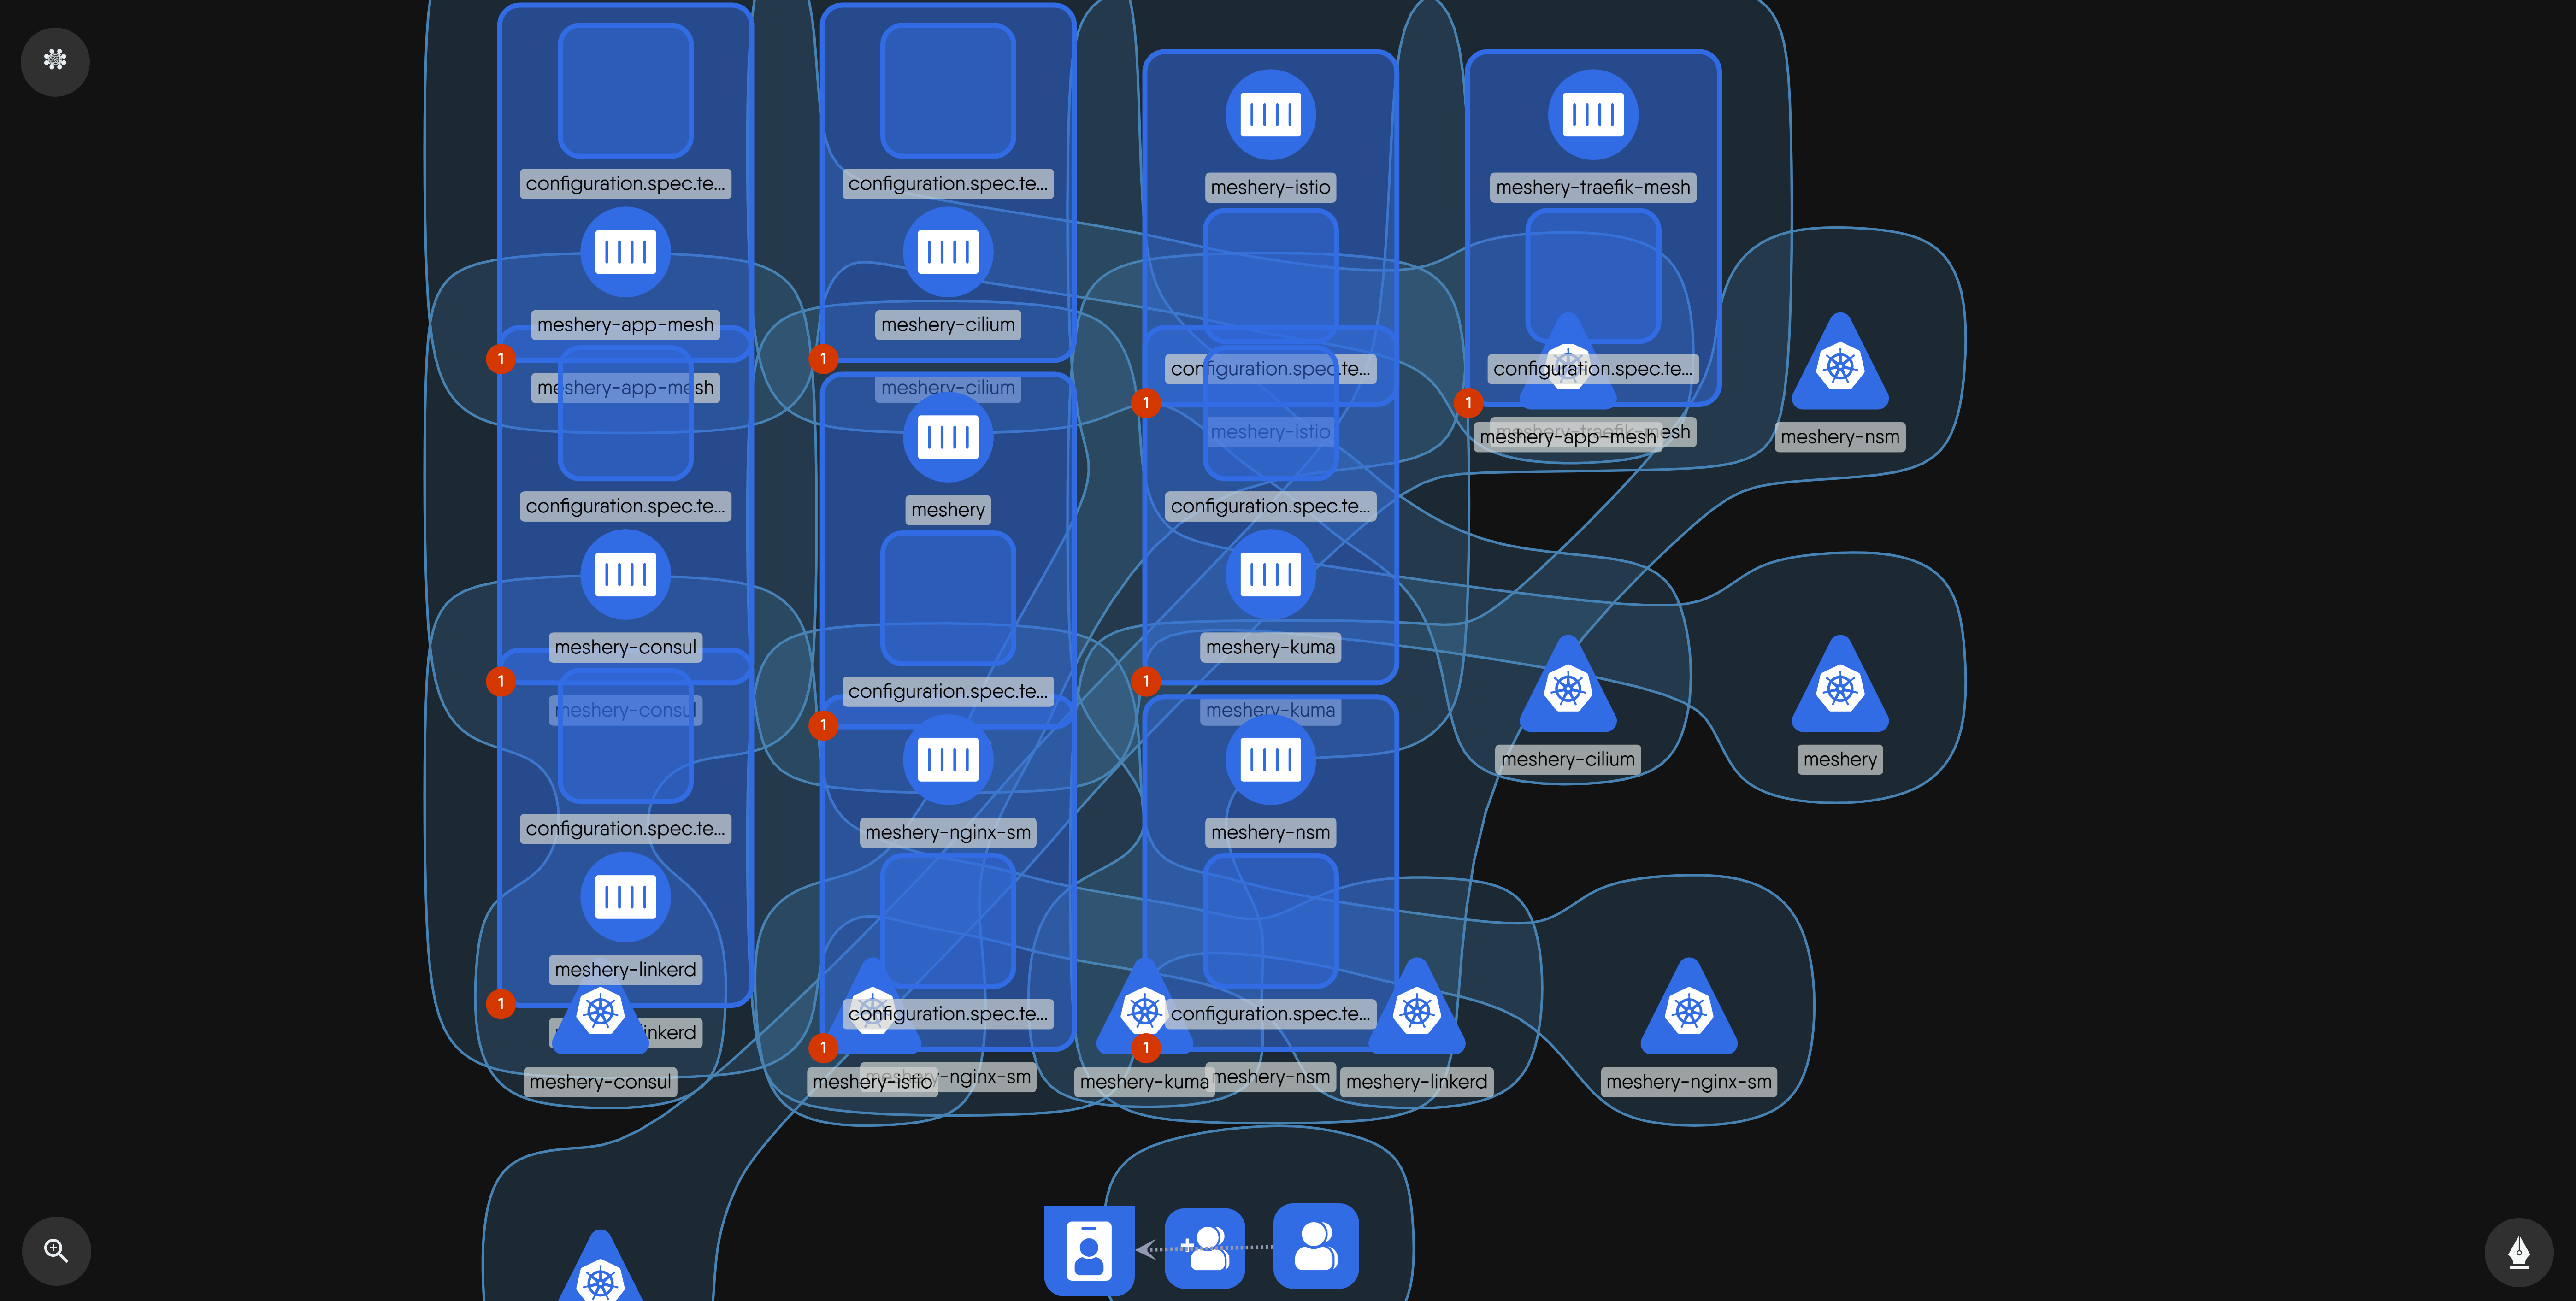 configuration.spec.te...
configuration.spec.te...
meshery-istio
meshery-traefik-mesh
meshery-app-mesh
meshery-cilium
1
1
meshery-app-mesh
meshery-cilium
configuration.spec.te...
configuration.spec.te...
1
1
meshery-istio
meshery-app-mesh
esh
meshery-nsm
configuration.spec.te...
meshery
configuration.spec.te...
meshery-consul
meshery-kuma
1
1
configuration.spec.te...
meshery-consul
meshery-kuma
1
meshery-cilium
meshery
configuration.spec.te...
meshery-nginx-sm
meshery-nsm
meshery-linkerd
1
configuration.spec.te...
configuration.spec.te...
inkerd
1
1
meshery-consul
meshery-istio
-nginx-sm
meshery-kuma
meshery-nsm
meshery-linkerd
meshery-nginx-sm